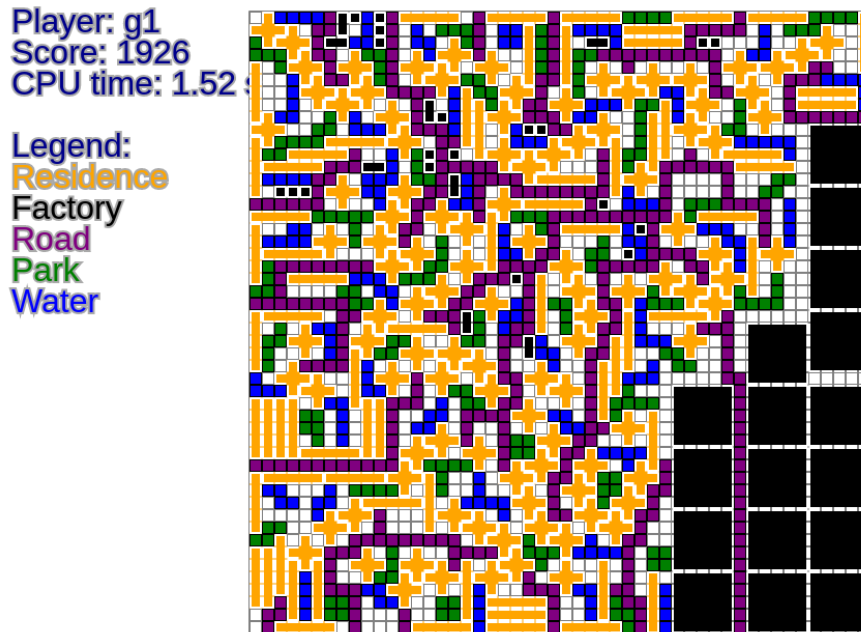 Player: g1
Score: 1926
CPU time: 1.52 s
Legend:
Residence
Factory
Road
Park
Water